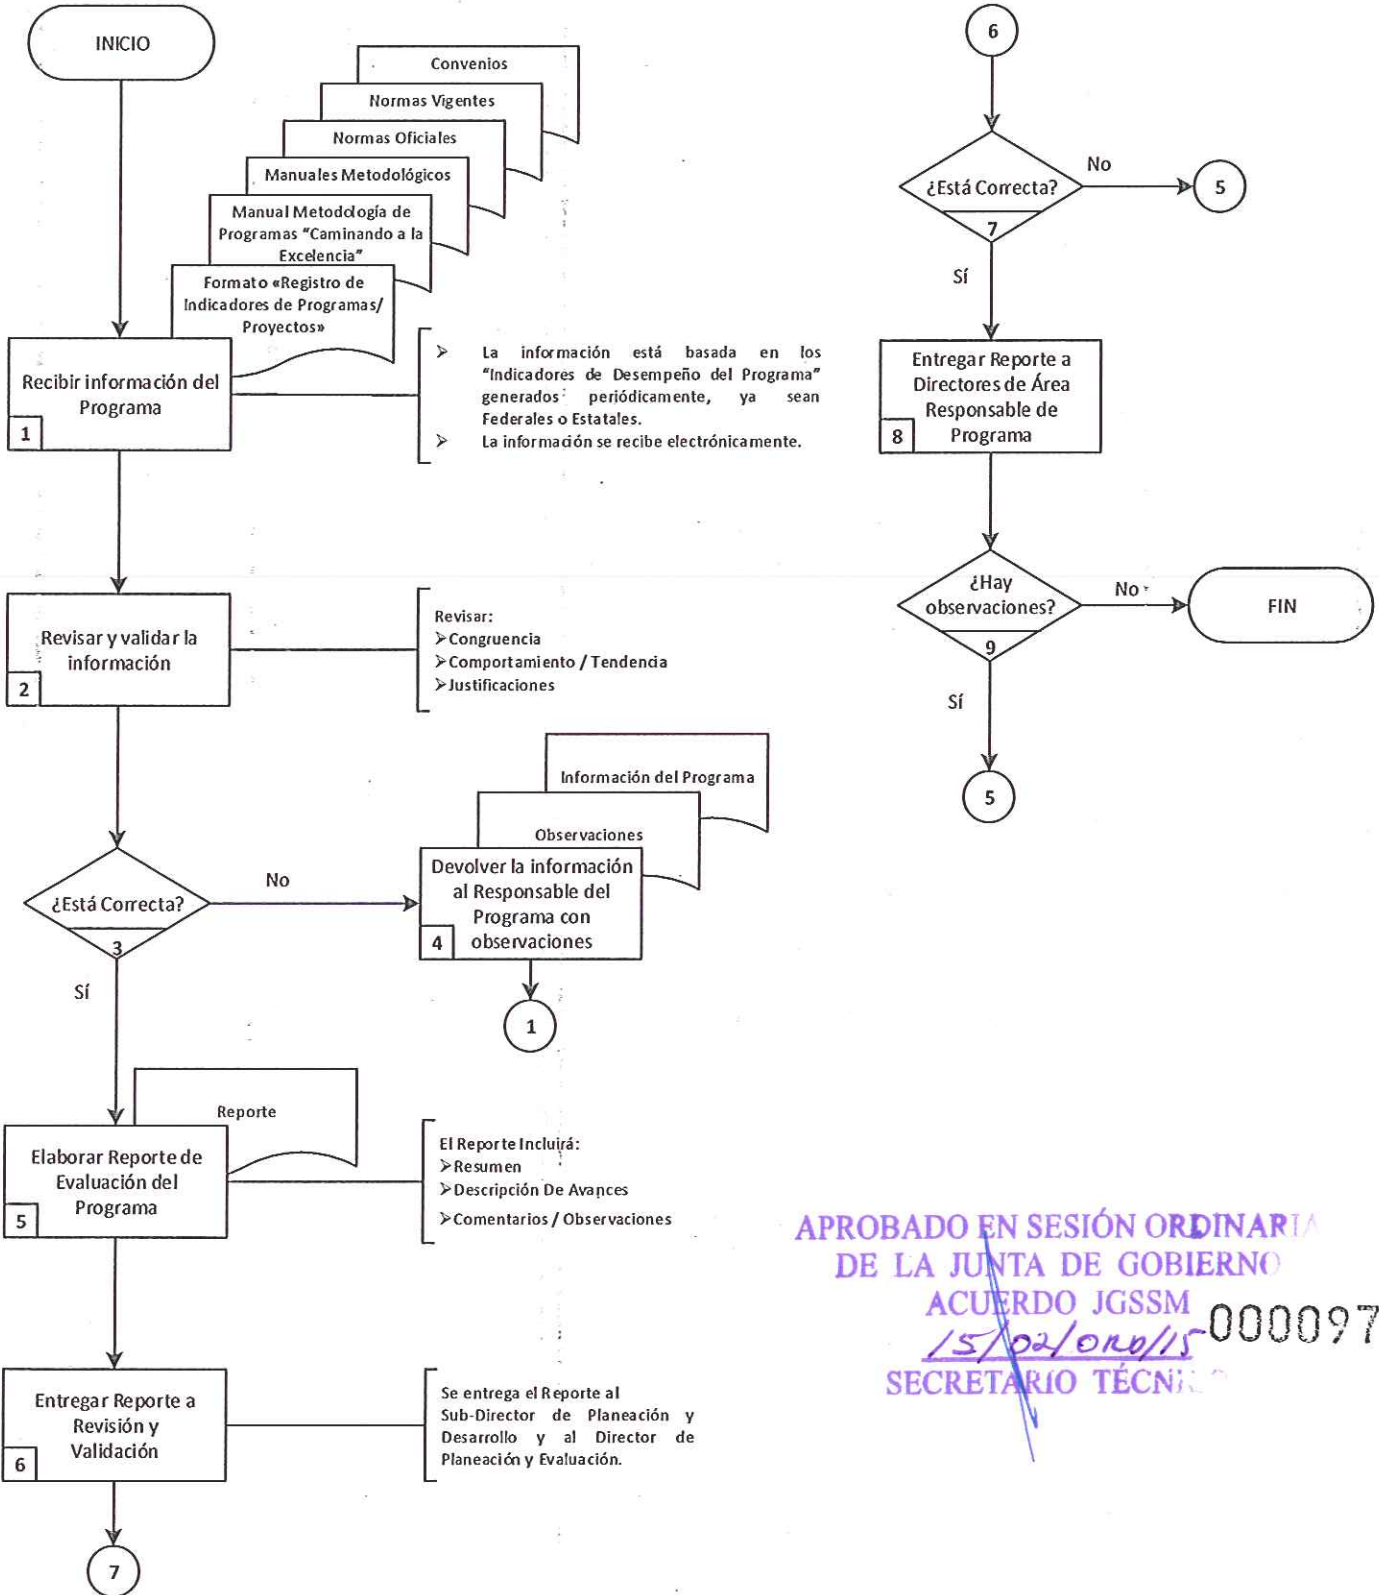 INICIO
Convenios
Normas Vigentes
Normas Oficiales
Manuales Metodológicos
Manual Metodología de
Programas "Caminando a la
Excelencia"
Formato «Registro de
Indicadores de Programas/
Proyectos»
Recibir información del
Programa
1
➢ La información está basada en los
"Indicadores de Desempeño del Programa"
generados periódicamente, ya sean
Federales o Estatales.
➢ La información se recibe electrónicamente.
Revisar y validar la
información
2
Revisar:
➢Congruencia
➢Comportamiento / Tendencia
➢Justificaciones
¿Está Correcta?
3
No
Sí
Información del Programa
Observaciones
Devolver la información
al Responsable del
Programa con
observaciones
4
1
Reporte
Elaborar Reporte de
Evaluación del
Programa
5
El Reporte Incluirá:
➢Resumen
➢Descripción De Avances
➢Comentarios / Observaciones
Entregar Reporte a
Revisión y
Validación
6
Se entrega el Reporte al
Sub-Director de Planeación y
Desarrollo y al Director de
Planeación y Evaluación.
7
6
¿Está Correcta?
7
No
5
Sí
Entregar Reporte a
Directores de Área
Responsable de
Programa
8
¿Hay
observaciones?
9
No
FIN
Sí
5
APROBADO EN SESIÓN ORDINARIA
DE LA JUNTA DE GOBIERNO
ACUERDO JGSSM
15/02/ORD/15
000097
SECRETARIO